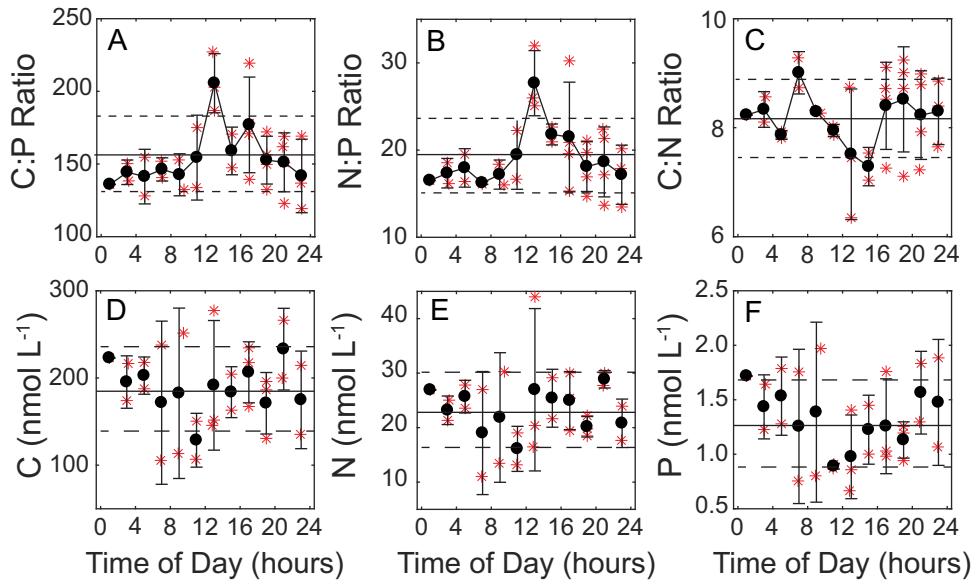 A
C:P Ratio
250
200
150
100
0 4 8 12 16 20 24
B
N:P Ratio
30
20
10
0 4 8 12 16 20 24
C
C:N Ratio
10
8
6
0 4 8 12 16 20 24
D
C (nmol L-1)
300
200
100
0 4 8 12 16 20 24
Time of Day (hours)
E
N (nmol L-1)
40
30
20
10
0 4 8 12 16 20 24
Time of Day (hours)
F
P (nmol L-1)
2.5
2.0
1.5
1.0
0.5
0 4 8 12 16 20 24
Time of Day (hours)